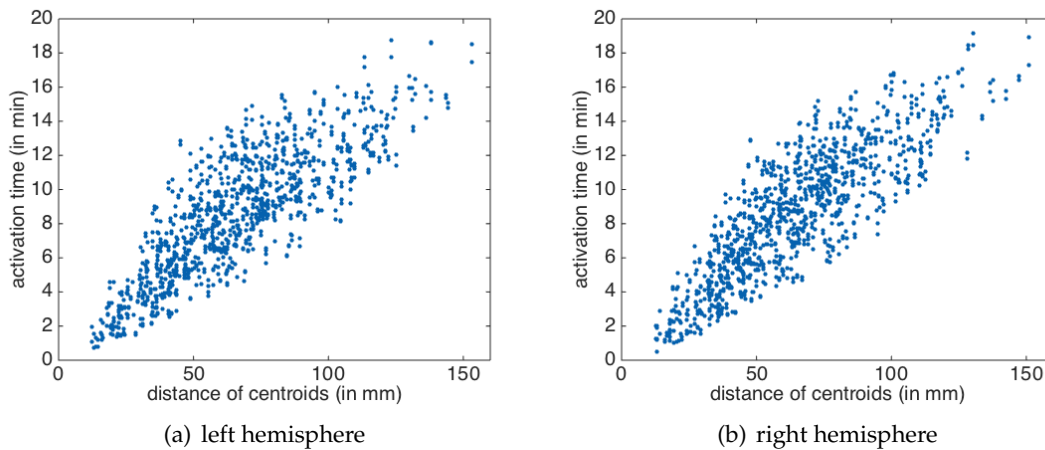 20
18
16
14
12
10
8
6
4
2
0
activation time (in min)
0 50 100 150
distance of centroids (in mm)
(a) left hemisphere
20
18
16
14
12
10
8
6
4
2
0
activation time (in min)
0 50 100 150
distance of centroids (in mm)
(b) right hemisphere